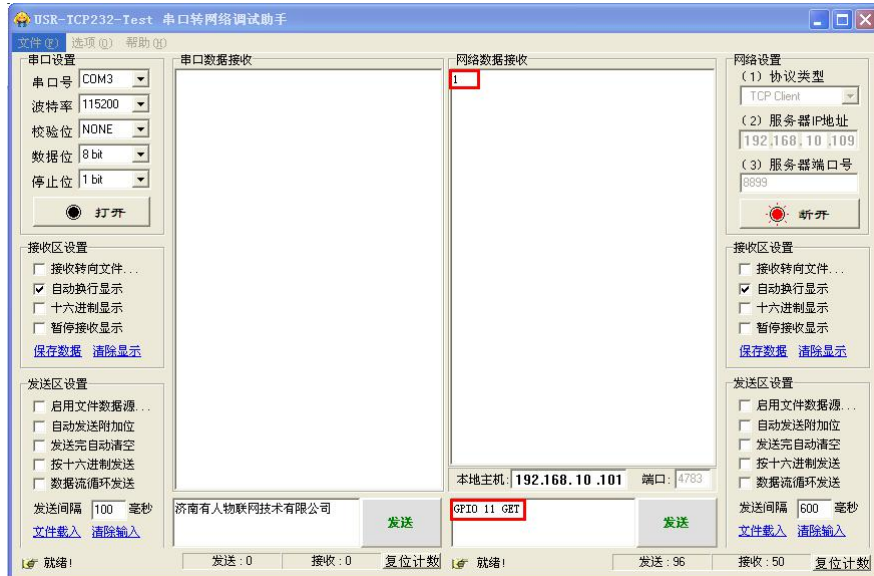 USR-TCP232-Test 串口转网络调试助手
文件(F) 选项(O) 帮助(H)
串口设置
串口号 COM3
波特率 115200
校验位 NONE
数据位 8 bit
停止位 1 bit
打开
接收区设置
接收转向文件...
自动换行显示
十六进制显示
暂停接收显示
保存数据 清除显示
发送区设置
启用文件数据源...
自动发送附加位
发送完自动清空
按十六进制发送
数据流循环发送
发送间隔 100 毫秒
文件载入 清除输入
就绪!
串口数据接收
济南有人物联网技术有限公司
发送
发送:0 接收:0 复位计数
网络数据接收
1
本地主机: 192.168.10.101 端口: 4783
GPIO 11 GET
发送
就绪! 发送:96 接收:50 复位计数
网络设置
(1) 协议类型
TCP Client
(2) 服务器IP地址
192.168.10.109
(3) 服务器端口号
8899
断开
接收区设置
接收转向文件...
自动换行显示
十六进制显示
暂停接收显示
保存数据 清除显示
发送区设置
启用文件数据源...
自动发送附加位
发送完自动清空
按十六进制发送
数据流循环发送
发送间隔 600 毫秒
文件载入 清除输入